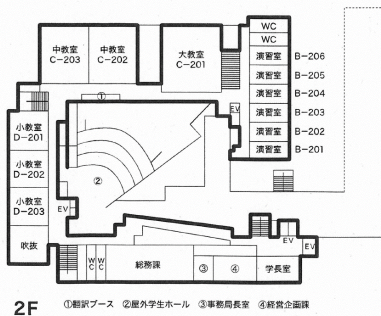 WC
WC
中教室
C-203
中教室
C-202
大教室
C-201
演習室 B-206
演習室 B-205
演習室 B-204
演習室 B-203
演習室 B-202
演習室 B-201
EV
①
小教室
D-201
小教室
D-202
小教室
D-203
②
EV
吹抜
WC
WC
総務課
③
④
学長室
EV
EV
2F ①翻訳ブース ②屋外学生ホール ③事務局長室 ④経営企画課